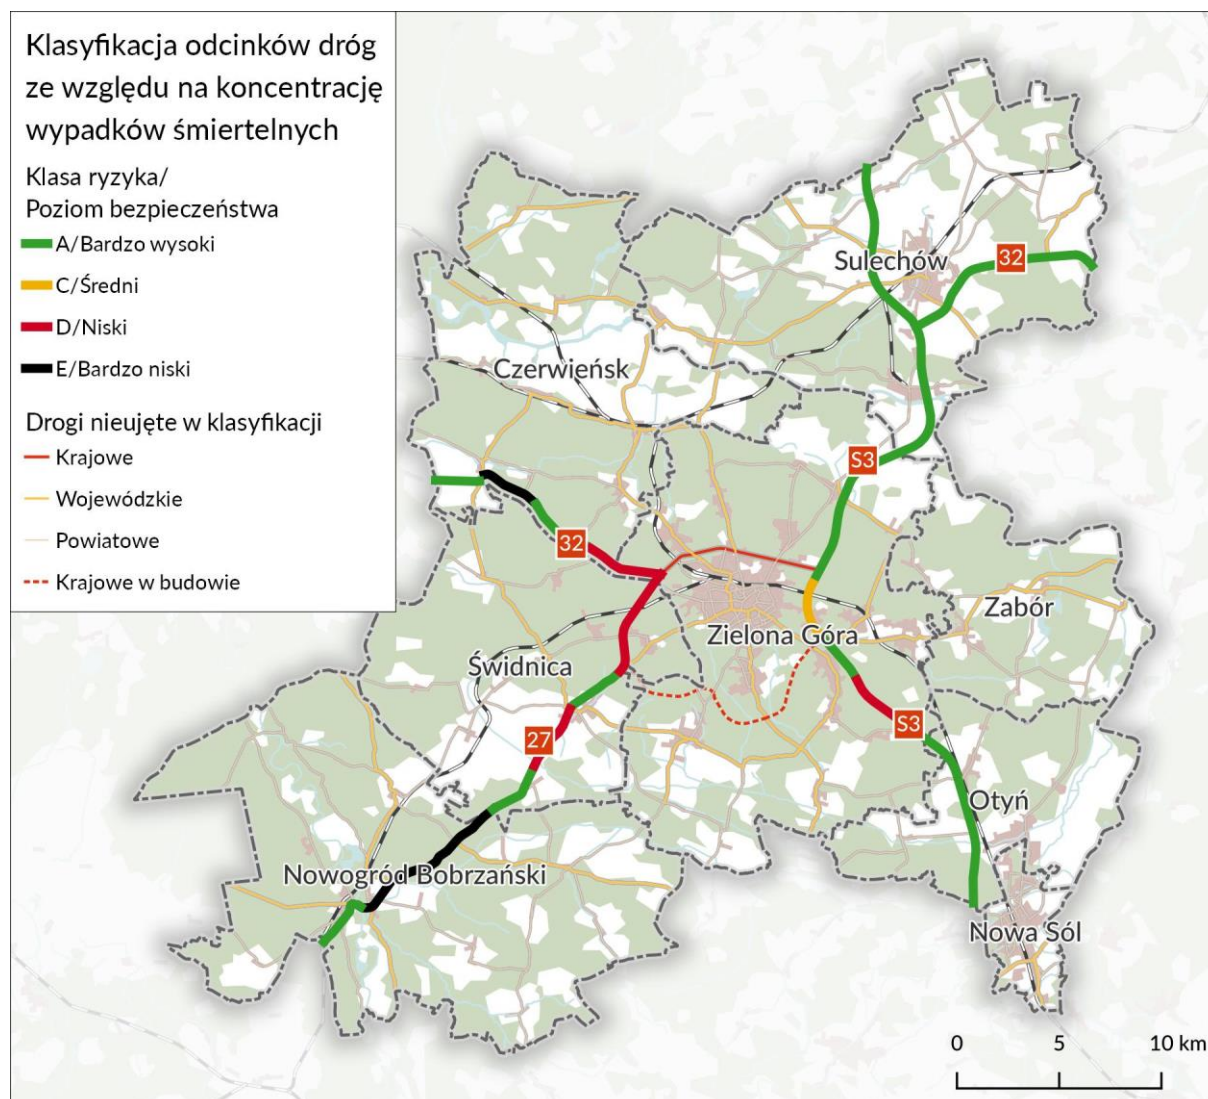 Klasyfikacja odcinków dróg
ze względu na koncentrację
wypadków śmiertelnych
Klasa ryzyka/
Poziom bezpieczeństwa
A/Bardzo wysoki
C/Średni
D/Niski
E/Bardzo niski
Drogi nieujęte w klasyfikacji
Krajowe
Wojewódzkie
Powiatowe
Krajowe w budowie
Sulechów
32
Czerwieńsk
S3
32
Zabór
Zielona Góra
Świdnica
S3
27
Otyń
Nowogród Bobrzański
Nowa Sól
0 5 10 km